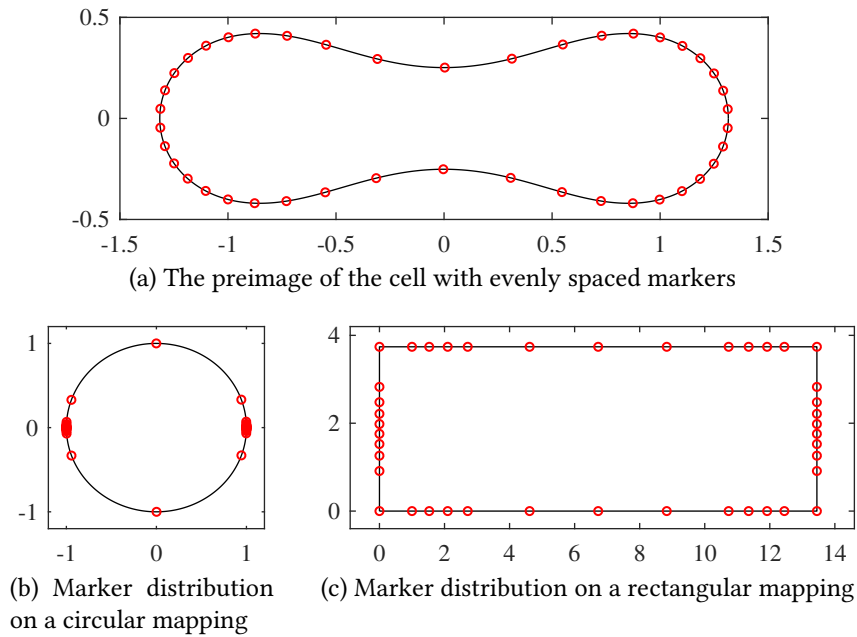 0.5
0
-0.5
-1.5 -1 -0.5 0 0.5 1 1.5
(a) The preimage of the cell with evenly spaced markers
1
0
-1
-1 0 1
(b) Marker distribution
on a circular mapping
4
2
0
0 2 4 6 8 10 12 14
(c) Marker distribution on a rectangular mapping